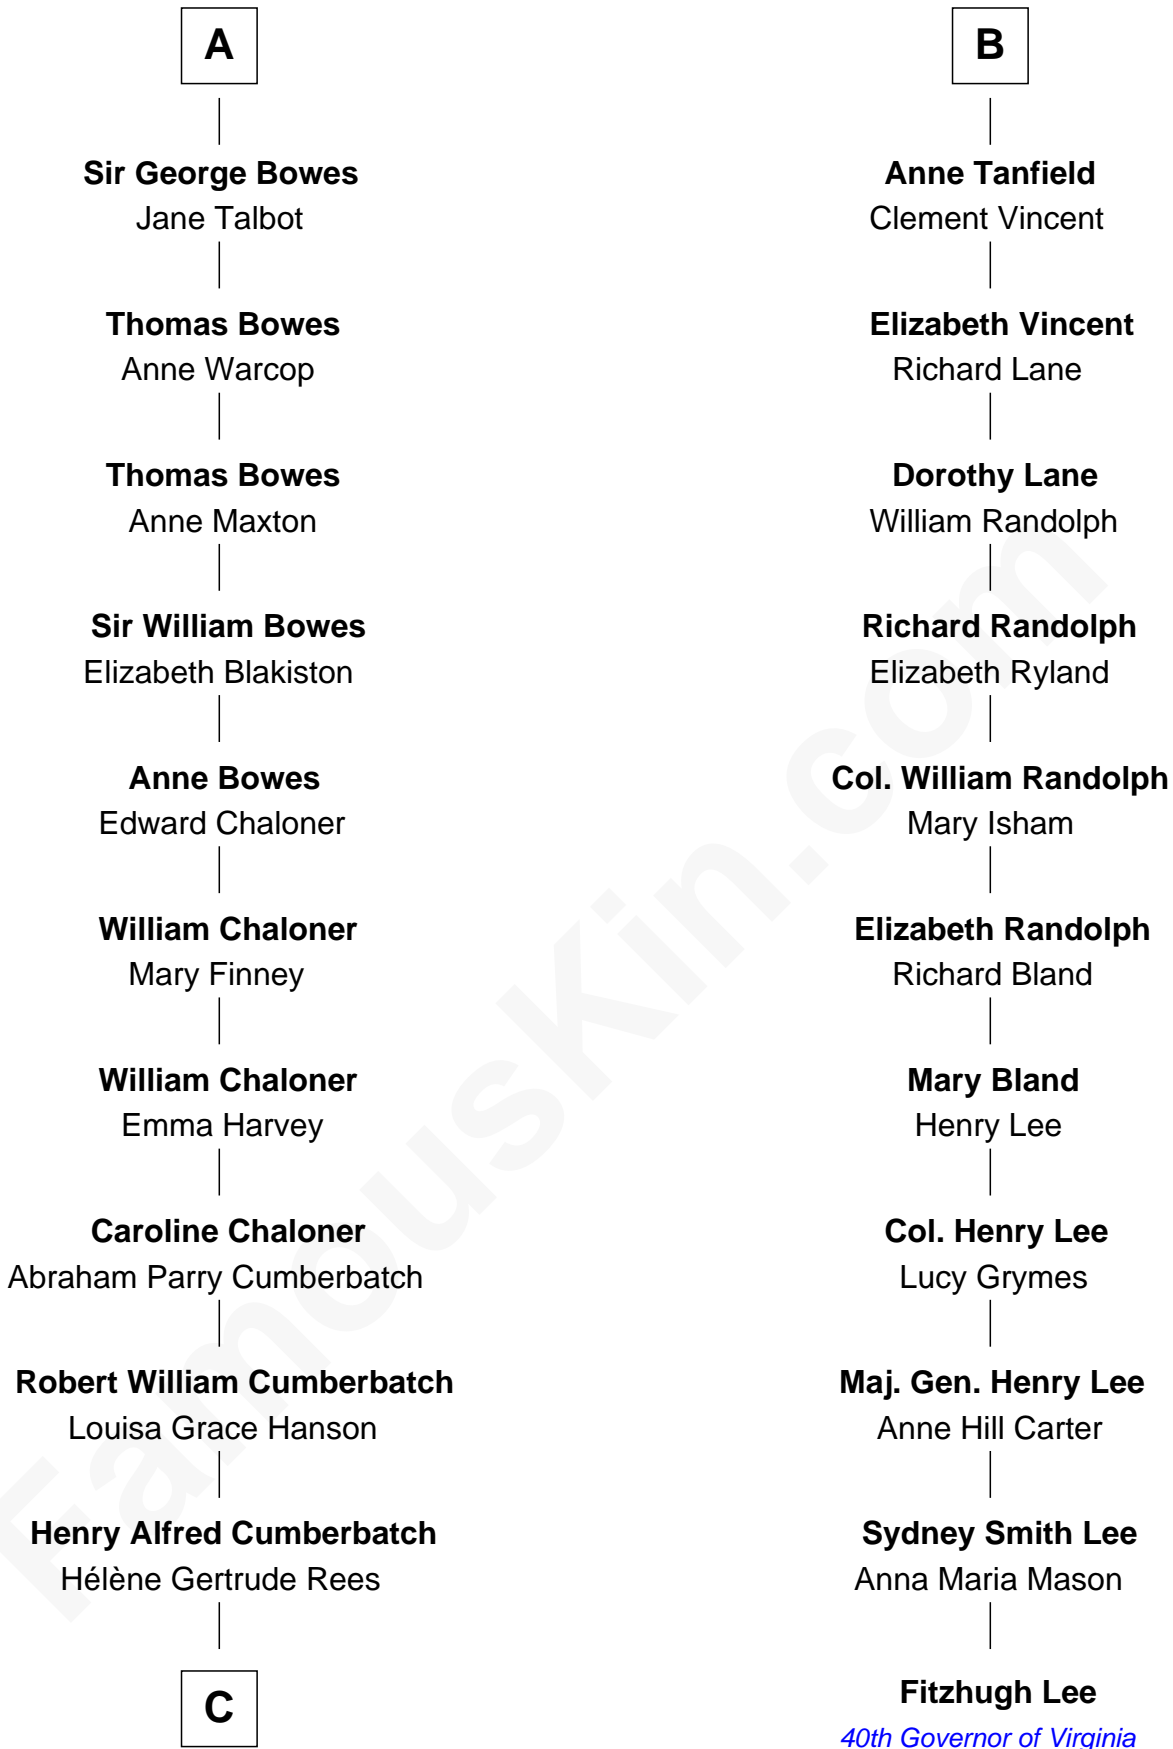 A
Sir George Bowes
Jane Talbot
Thomas Bowes
Anne Warcop
Thomas Bowes
Anne Maxton
Sir William Bowes
Elizabeth Blakiston
Anne Bowes
Edward Chaloner
William Chaloner
Mary Finney
William Chaloner
Emma Harvey
Caroline Chaloner
Abraham Parry Cumberbatch
Robert William Cumberbatch
Louisa Grace Hanson
Henry Alfred Cumberbatch
Hélène Gertrude Rees
C
B
Anne Tanfield
Clement Vincent
Elizabeth Vincent
Richard Lane
Dorothy Lane
William Randolph
Richard Randolph
Elizabeth Ryland
Col. William Randolph
Mary Isham
Elizabeth Randolph
Richard Bland
Mary Bland
Henry Lee
Col. Henry Lee
Lucy Grymes
Maj. Gen. Henry Lee
Anne Hill Carter
Sydney Smith Lee
Anna Maria Mason
Fitzhugh Lee
40th Governor of Virginia
FamousKin.com